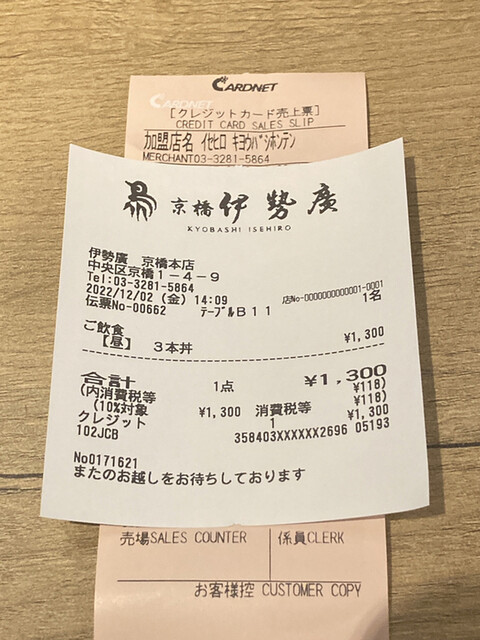 CARDNET
CARDNET
[クレジットカード売上票]
CREDIT CARD SALES SLIP
加盟店名 イセヒロ キヨウバシホンテン
MERCHANT03-3281-5864
京橋 伊勢廣
KYOBASHI ISEHIRO
伊勢廣 京橋本店
中央区京橋1-4-9
Tel:03-3281-5864
2022/12/02 (金) 14:09 店No-0000000000001-0001
伝票No-00662 テーブルB11 1名
ご飲食
【昼】 3本丼 ¥1,300
合計 1点 ¥1,300
(内消費税等 ¥118)
(10%対象 ¥1,300 消費税等 ¥118)
クレジット 1 ¥1,300
102JCB 358403XXXXXX2696 05193
No0171621
またのお越しをお待ちしております
売場SALES COUNTER 係員CLERK
お客様控 CUSTOMER COPY